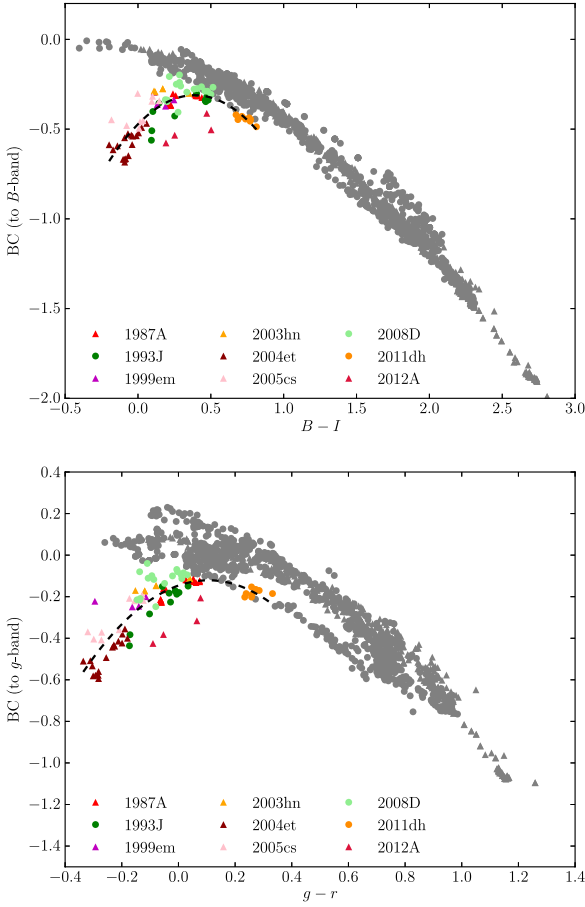 0.0
−0.5
−1.0
−1.5
−2.0
BC (to B-band)
1987A 2003hn 2008D
1993J 2004et 2011dh
1999em 2005cs 2012A
−0.5 0.0 0.5 1.0 1.5 2.0 2.5 3.0
B − I
0.4
0.2
0.0
−0.2
−0.4
−0.6
−0.8
−1.0
−1.2
−1.4
BC (to g-band)
1987A 2003hn 2008D
1993J 2004et 2011dh
1999em 2005cs 2012A
−0.4 −0.2 0.0 0.2 0.4 0.6 0.8 1.0 1.2 1.4
g − r